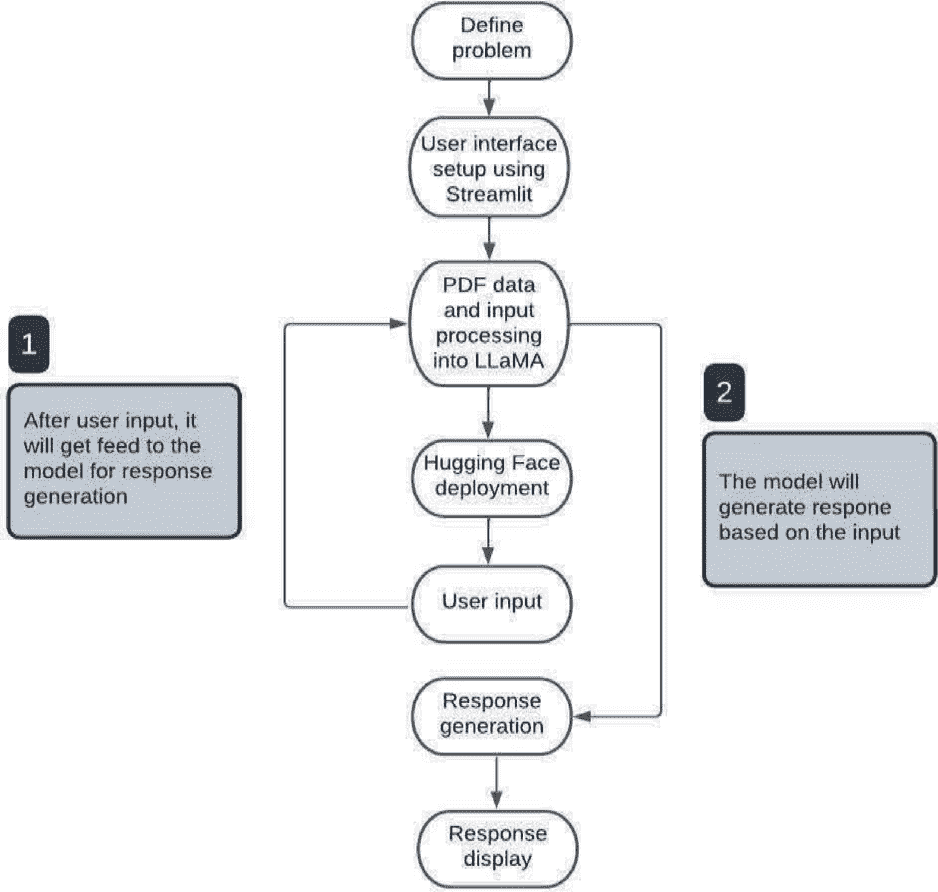 Define
problem
User interface
setup using
Streamlit
PDF data
and input
processing
into LLaMA
1
After user input, it
will get feed to the
model for response
generation
2
The model will
generate respone
based on the input
Hugging Face
deployment
User input
Response
generation
Response
display